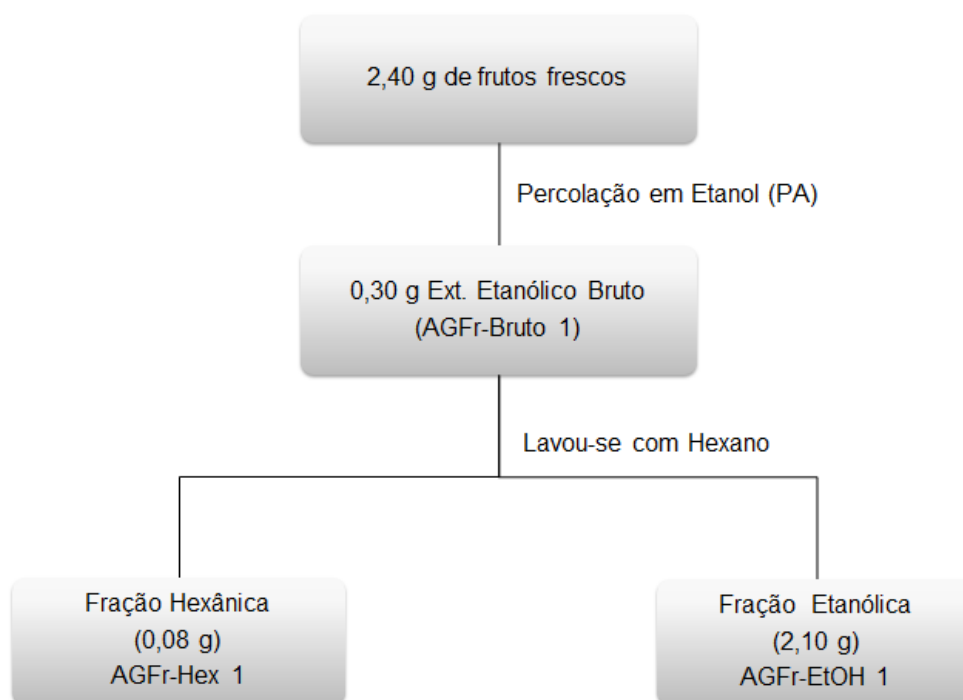 2,40 g de frutos frescos
Percolação em Etanol (PA)
0,30 g Ext. Etanólico Bruto
(AGFr-Bruto 1)
Lavou-se com Hexano
Fração Hexânica
(0,08 g)
AGFr-Hex 1
Fração Etanólica
(2,10 g)
AGFr-EtOH 1